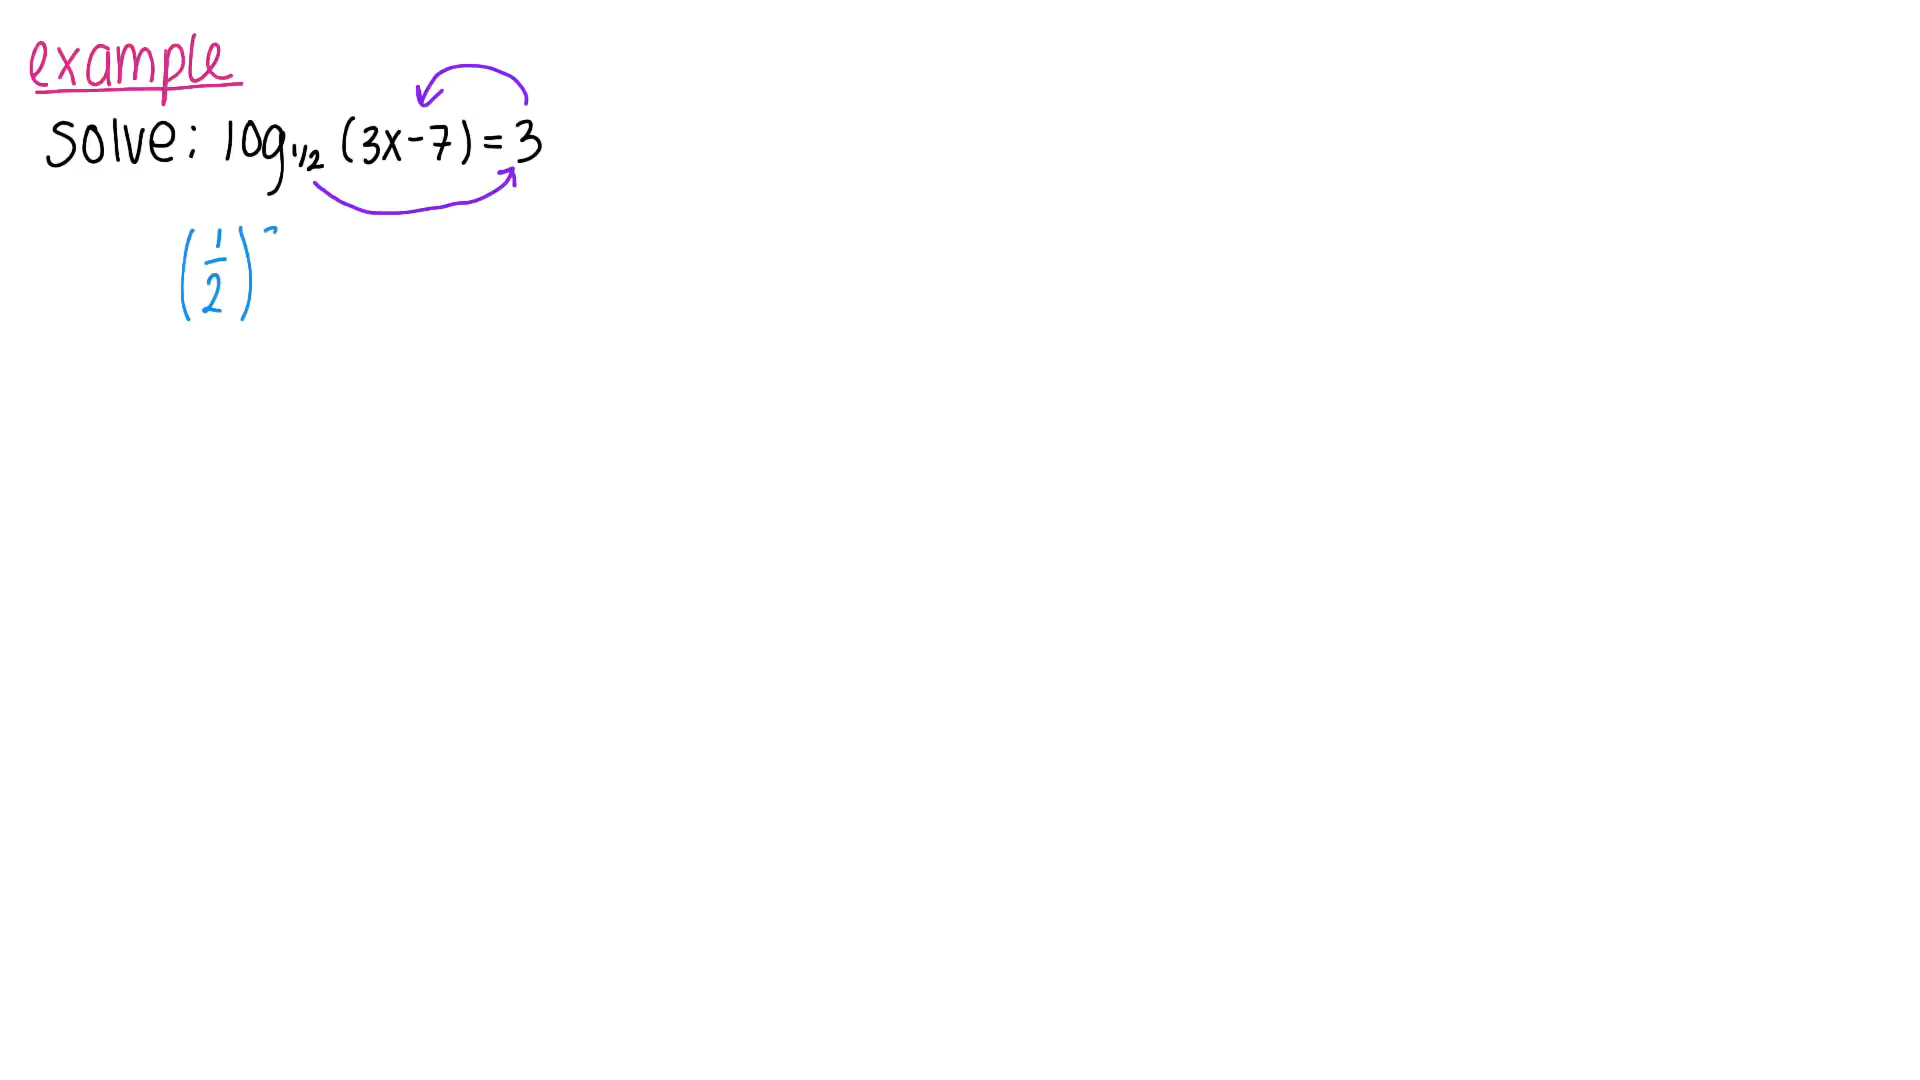 example
Solve: log₁/₂ (3x-7) = 3
(1/2)